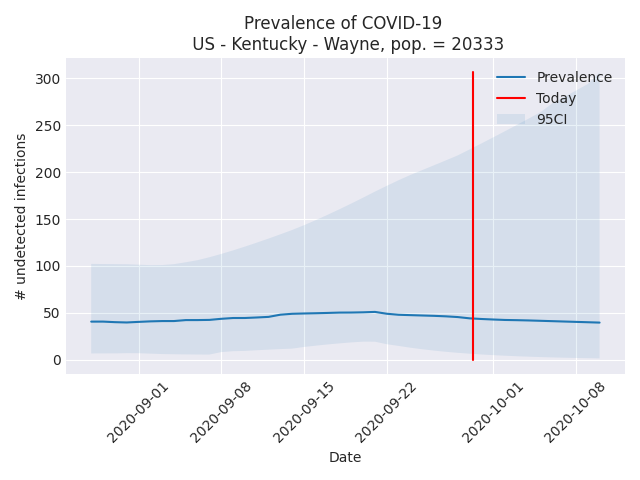 Prevalence of COVID-19
US - Kentucky - Wayne, pop. = 20333
Prevalence
Today
95CI
300
250
200
150
100
50
0
# undetected infections
2020-09-01
2020-09-08
2020-09-15
2020-09-22
2020-10-01
2020-10-08
Date